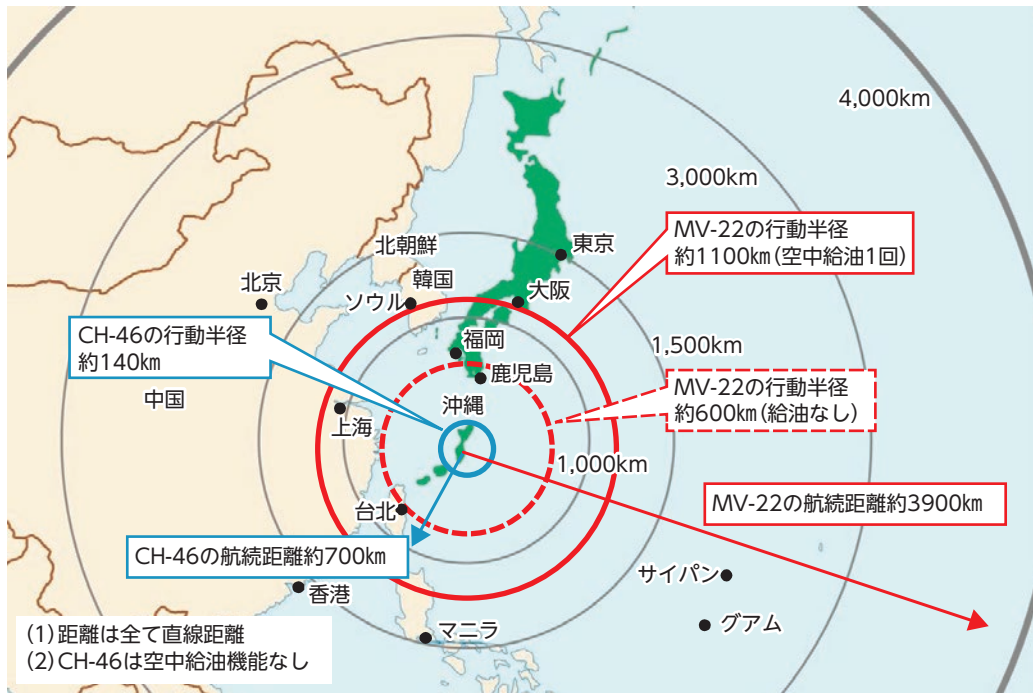 4,000km
3,000km
MV-22の行動半径
約1100km(空中給油1回)
北朝鮮
東京
韓国
北京
ソウル
大阪
CH-46の行動半径
約140km
福岡
1,500km
鹿児島
MV-22の行動半径
約600km(給油なし)
中国
沖縄
上海
1,000km
MV-22の航続距離約3900km
台北
CH-46の航続距離約700km
サイパン
香港
グアム
マニラ
(1)距離は全て直線距離
(2)CH-46は空中給油機能なし